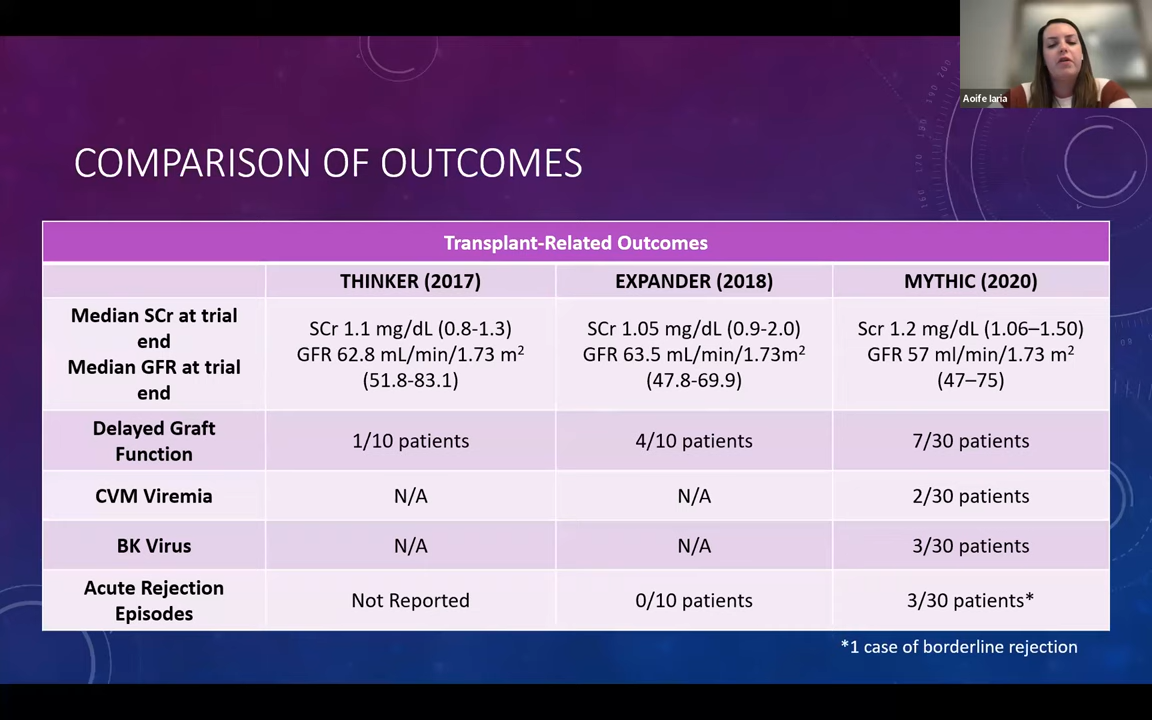 Aoife Iaria
COMPARISON OF OUTCOMES
Transplant-Related Outcomes
THINKER (2017)
EXPANDER (2018)
MYTHIC (2020)
Median SCr at trial
end
Median GFR at trial
end
SCr 1.1 mg/dL (0.8-1.3)
GFR 62.8 mL/min/1.73 m²
(51.8-83.1)
SCr 1.05 mg/dL (0.9-2.0)
GFR 63.5 mL/min/1.73m²
(47.8-69.9)
Scr 1.2 mg/dL (1.06–1.50)
GFR 57 ml/min/1.73 m²
(47–75)
Delayed Graft
Function
1/10 patients
4/10 patients
7/30 patients
CVM Viremia
N/A
N/A
2/30 patients
BK Virus
N/A
N/A
3/30 patients
Acute Rejection
Episodes
Not Reported
0/10 patients
3/30 patients*
*1 case of borderline rejection